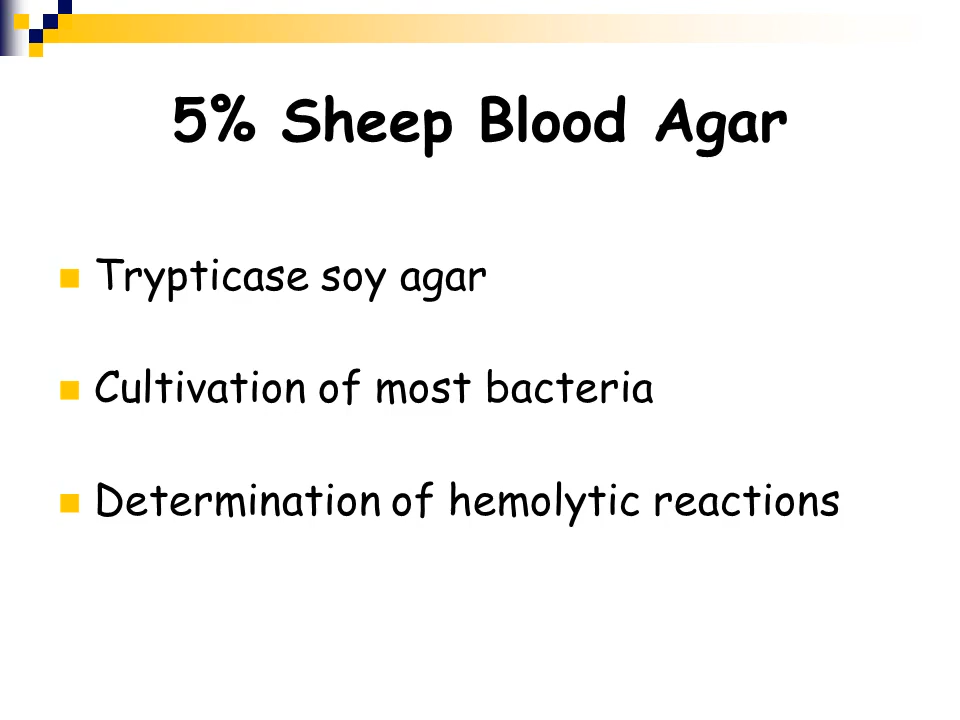 5% Sheep Blood Agar
Trypticase soy agar
Cultivation of most bacteria
Determination of hemolytic reactions